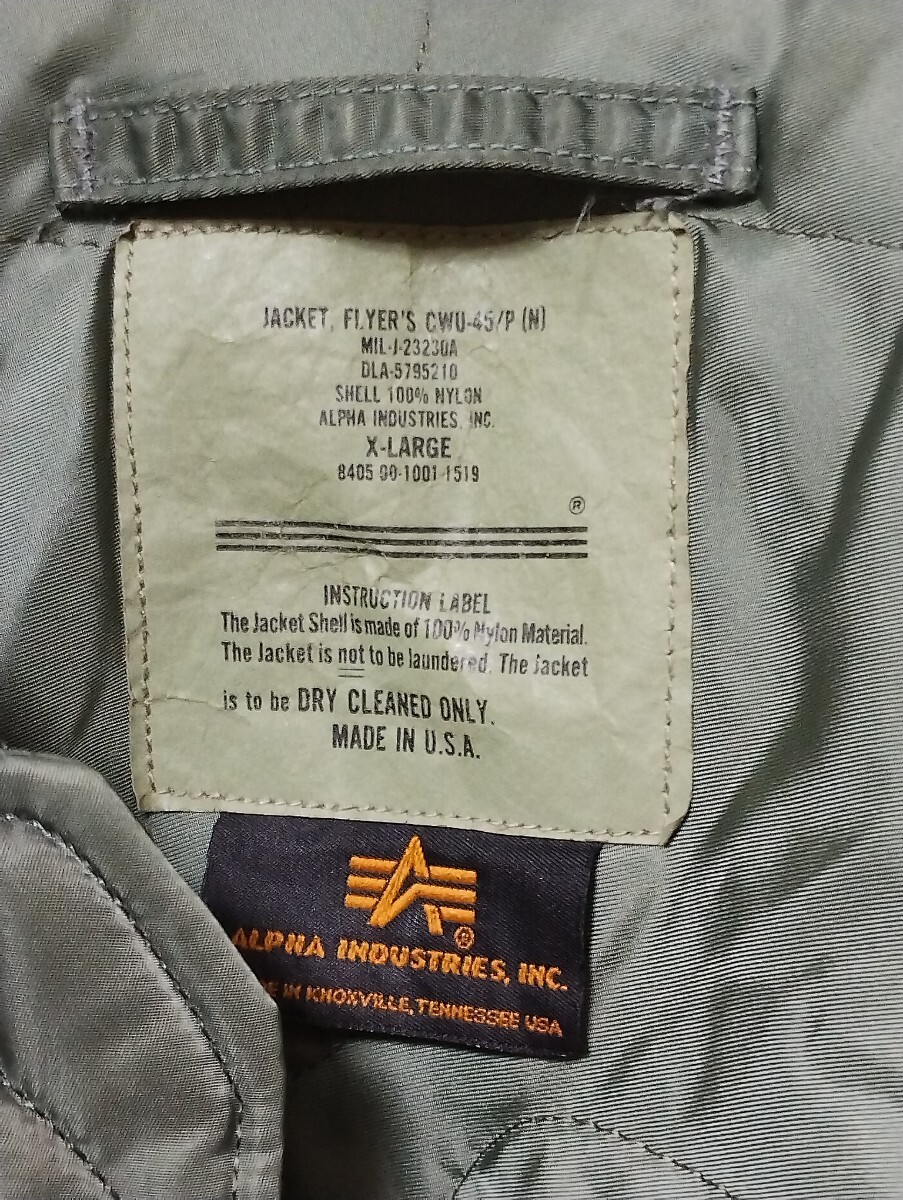 JACKET, FLYER'S CWU-45/P (N)
MIL-J-23230A
DLA-5795210
SHELL 100% NYLON
ALPHA INDUSTRIES, INC.
X-LARGE
8405-00-1001-1519
®
INSTRUCTION LABEL
The Jacket Shell is made of 100% Nylon Material.
The Jacket is not to be laundered. The Jacket
is to be DRY CLEANED ONLY.
MADE IN U.S.A.
®
ALPHA INDUSTRIES, INC.
IN KNOXVILLE, TENNESSEE USA